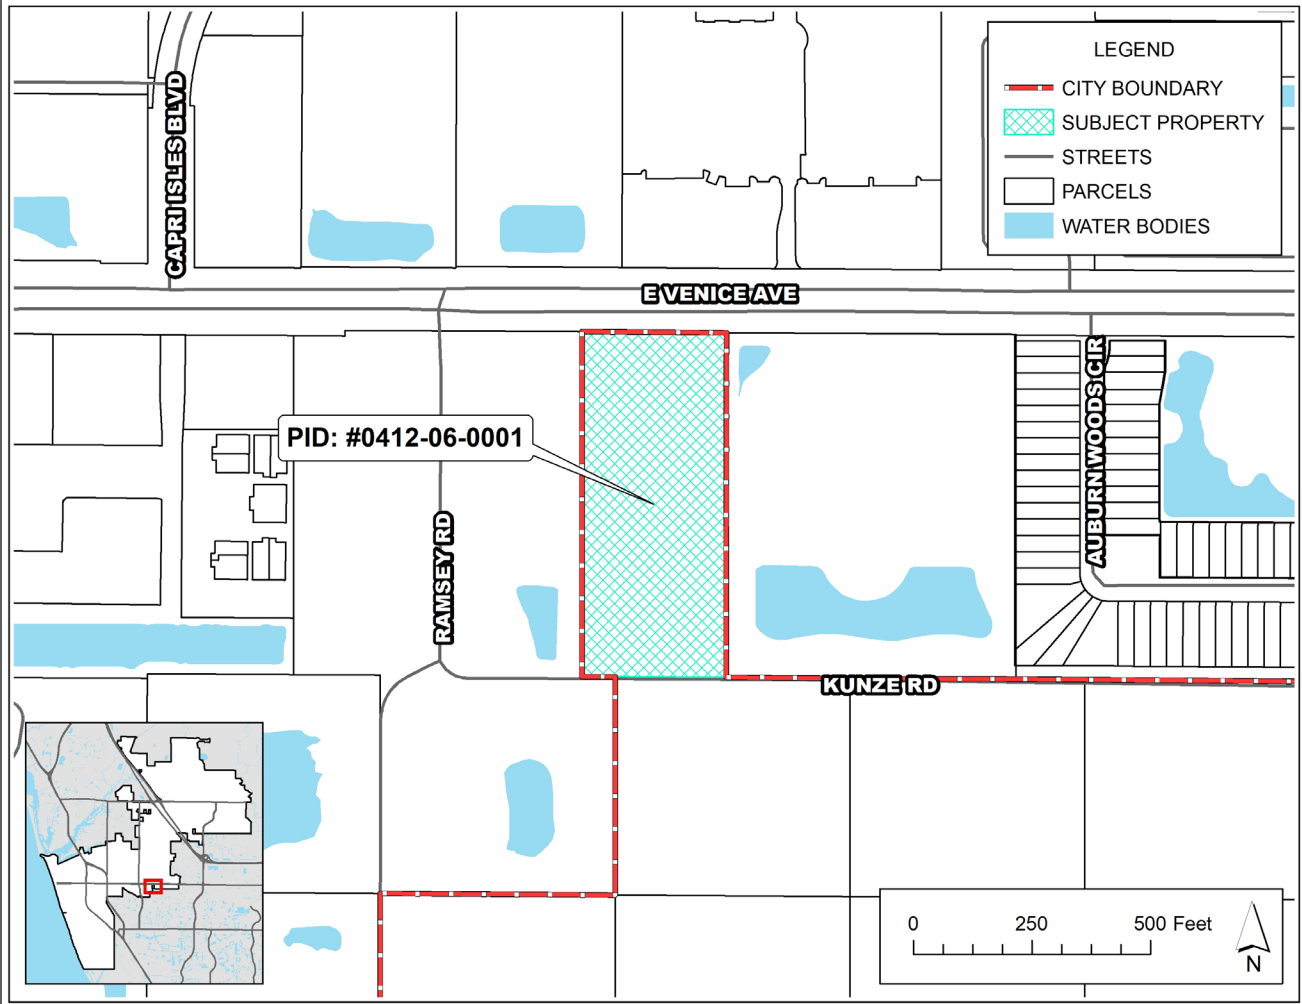 LEGEND
CITY BOUNDARY
SUBJECT PROPERTY
STREETS
PARCELS
WATER BODIES
CAPRI ISLES BLVD
E VENICE AVE
PID: #0412-06-0001
RAMSEY RD
AUBURN WOODS CIR
KUNZE RD
0 250 500 Feet
N